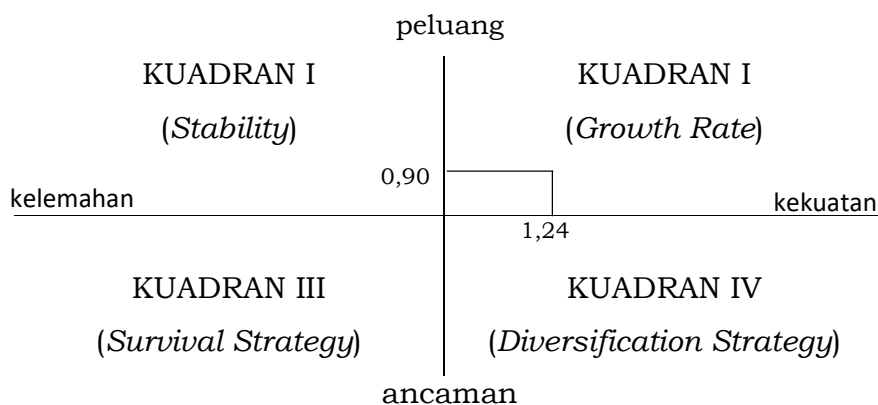 peluang
KUADRAN I
(Stability)
KUADRAN I
(Growth Rate)
0,90
kelemahan
kekuatan
1,24
KUADRAN III
(Survival Strategy)
KUADRAN IV
(Diversification Strategy)
ancaman